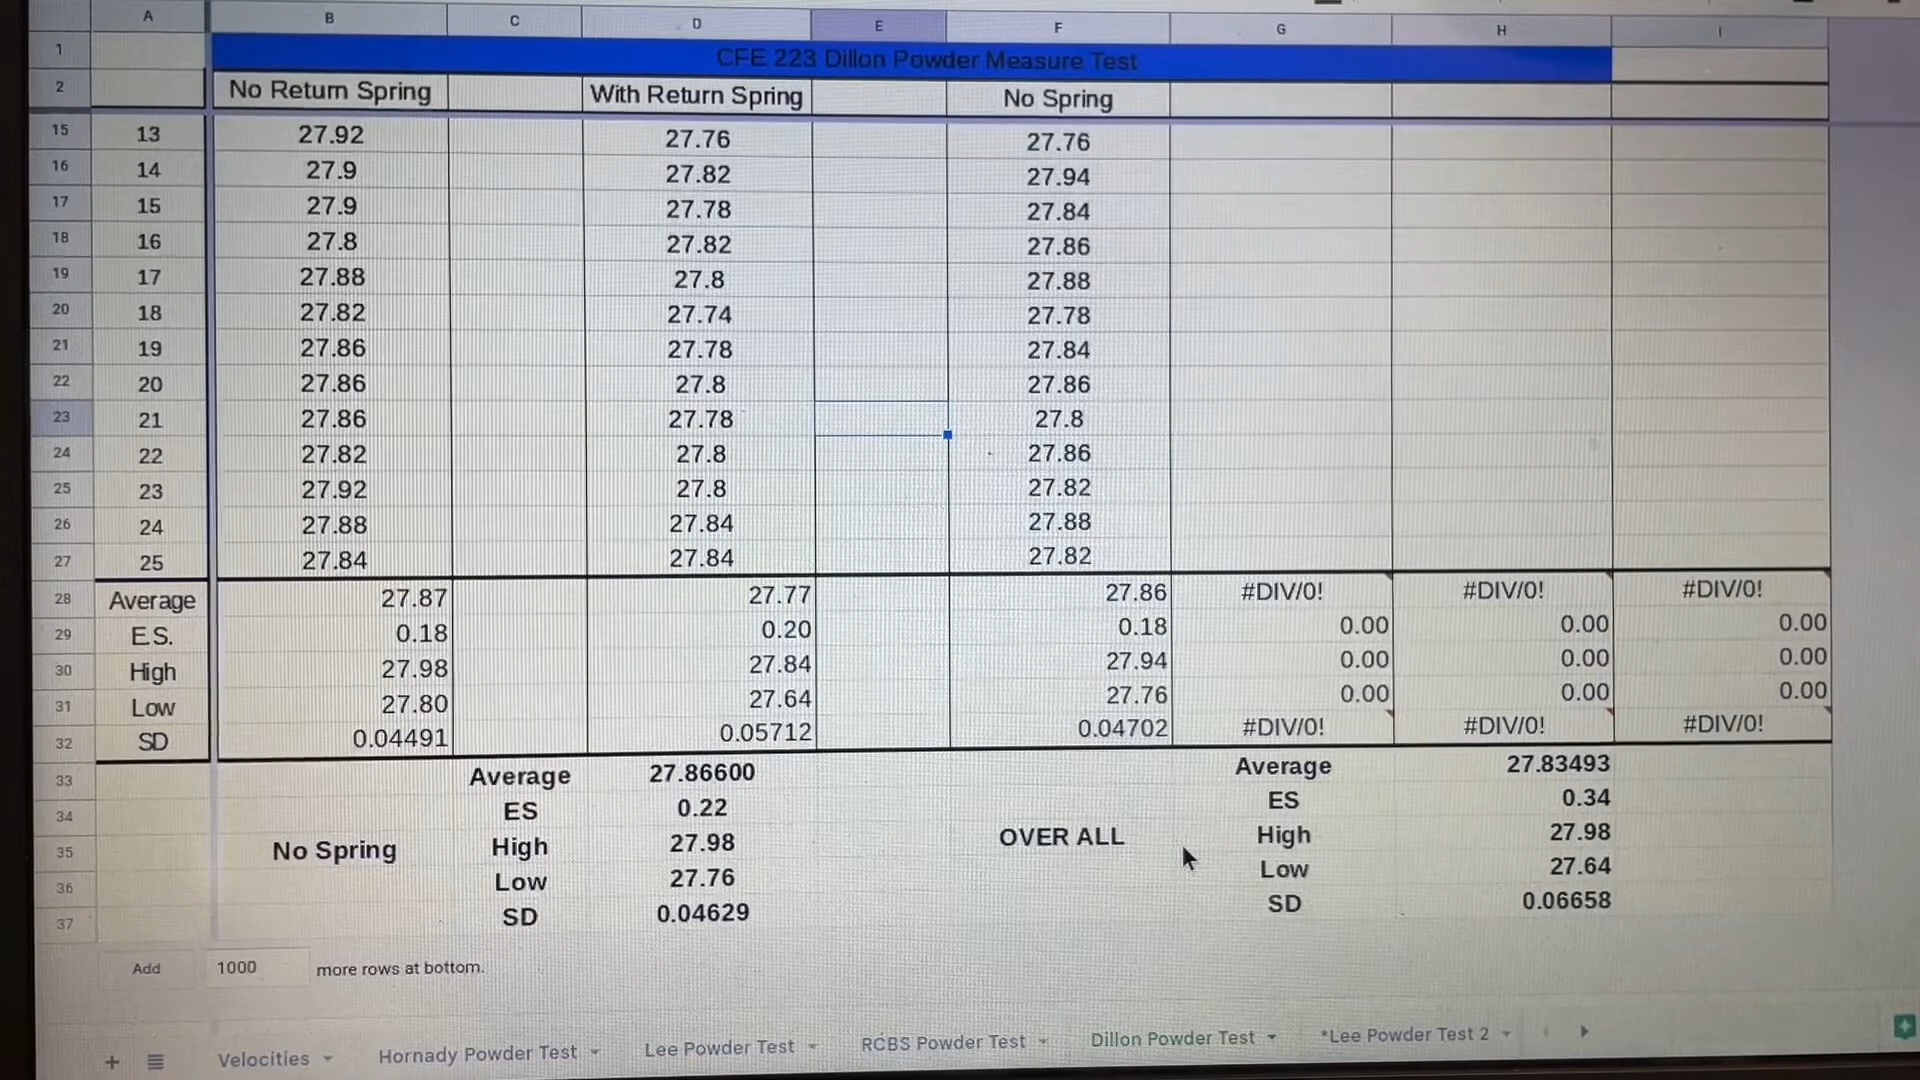 A B C D E F G H I
1 CFE 223 Dillon Powder Measure Test
2 No Return Spring With Return Spring No Spring
15 13 27.92 27.76 27.76
16 14 27.9 27.82 27.94
17 15 27.9 27.78 27.84
18 16 27.8 27.82 27.86
19 17 27.88 27.8 27.88
20 18 27.82 27.74 27.78
21 19 27.86 27.78 27.84
22 20 27.86 27.8 27.86
23 21 27.86 27.78 27.8
24 22 27.82 27.8 27.86
25 23 27.92 27.8 27.82
26 24 27.88 27.84 27.88
27 25 27.84 27.84 27.82
28 Average 27.87 27.77 27.86 #DIV/0! #DIV/0! #DIV/0!
29 E.S. 0.18 0.20 0.18 0.00 0.00 0.00
30 High 27.98 27.84 27.94 0.00 0.00 0.00
31 Low 27.80 27.64 27.76 0.00 0.00 0.00
32 SD 0.04491 0.05712 0.04702 #DIV/0! #DIV/0! #DIV/0!
33 Average 27.86600 Average 27.83493
34 ES 0.22 ES 0.34
35 No Spring High 27.98 OVER ALL High 27.98
36 Low 27.76 Low 27.64
37 SD 0.04629 SD 0.06658
Add 1000 more rows at bottom.
+ Velocities Hornady Powder Test Lee Powder Test RCBS Powder Test Dillon Powder Test *Lee Powder Test 2